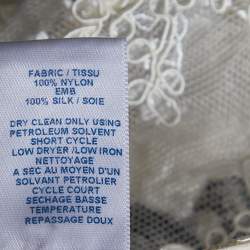 FABRIC / TISSU
100% NYLON
EMB
100% SILK / SOIE
DRY CLEAN ONLY USING
PETROLEUM SOLVENT
SHORT CYCLE
LOW DRYER /LOW IRON
NETTOYAGE
A SEC AU MOYEN D'UN
SOLVANT PETROLIER
CYCLE COURT
SECHAGE BASSE
TEMPERATURE
REPASSAGE DOUX